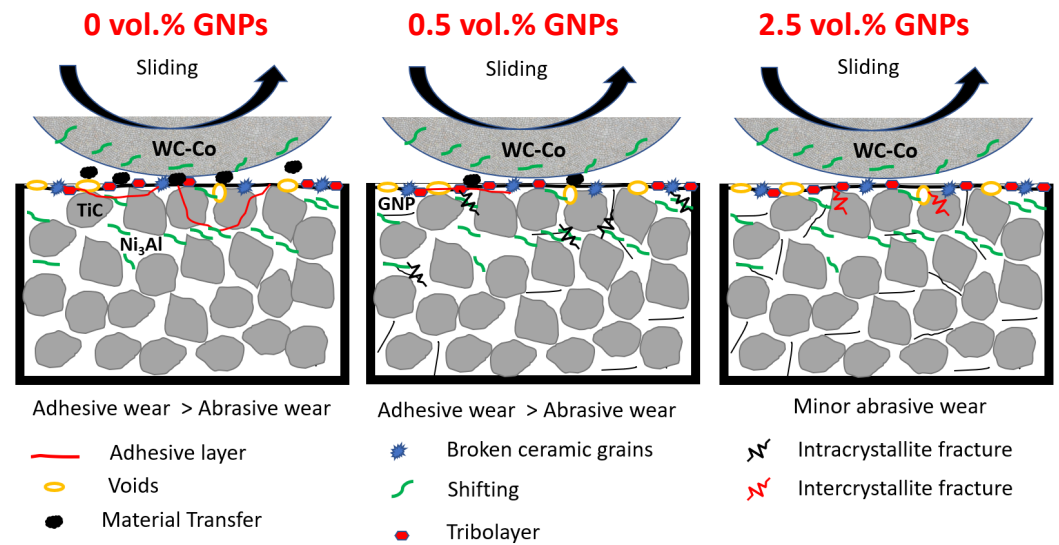 0 vol.% GNPs
0.5 vol.% GNPs
2.5 vol.% GNPs
Sliding
Sliding
Sliding
WC-Co
WC-Co
WC-Co
TiC
GNP
Ni₃Al
Adhesive wear > Abrasive wear
Adhesive wear > Abrasive wear
Minor abrasive wear
Adhesive layer
Broken ceramic grains
Intracrystallite fracture
Voids
Shifting
Intercrystallite fracture
Material Transfer
Tribolayer